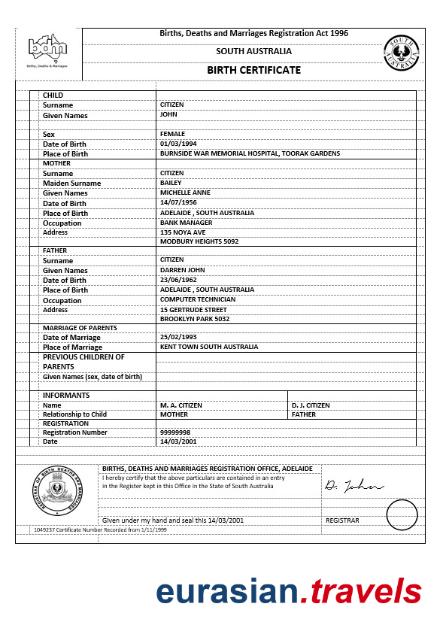 Births, Deaths and Marriages Registration Act 1996
bdm
Births, Deaths & Marriages
SOUTH AUSTRALIA
SOUTH AUSTRALIA
BIRTH CERTIFICATE
CHILD
Surname CITIZEN
Given Names JOHN
Sex FEMALE
Date of Birth 01/03/1994
Place of Birth BURNSIDE WAR MEMORIAL HOSPITAL, TOORAK GARDENS
MOTHER
Surname CITIZEN
Maiden Surname BAILEY
Given Names MICHELLE ANNE
Date of Birth 14/07/1956
Place of Birth ADELAIDE , SOUTH AUSTRALIA
Occupation BANK MANAGER
Address 135 NOYA AVE
MODBURY HEIGHTS 5092
FATHER
Surname CITIZEN
Given Names DARREN JOHN
Date of Birth 23/06/1962
Place of Birth ADELAIDE , SOUTH AUSTRALIA
Occupation COMPUTER TECHNICIAN
Address 15 GERTRUDE STREET
BROOKLYN PARK 5032
MARRIAGE OF PARENTS
Date of Marriage 25/02/1993
Place of Marriage KENT TOWN SOUTH AUSTRALIA
PREVIOUS CHILDREN OF
PARENTS
Given Names (sex, date of birth)
INFORMANTS
Name M. A. CITIZEN D. J. CITIZEN
Relationship to Child MOTHER FATHER
REGISTRATION
Registration Number 99999998
Date 14/03/2001
BIRTHS, DEATHS AND MARRIAGES REGISTRATION OFFICE, ADELAIDE
I hereby certify that the above particulars are contained in an entry
in the Register kept in this Office in the State of South Australia
D. John
Given under my hand and seal this 14/03/2001 REGISTRAR
1049237 Certificate Number Recorded from 1/11/1999
eurasian.travels